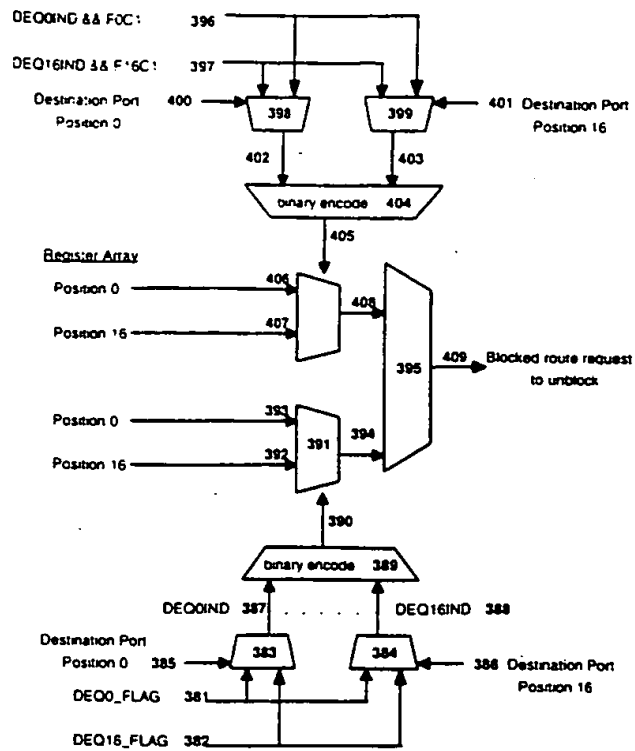 DEQ0IND && F0C1 396
DEQ16IND && F16C1 397
Destination Port 400
Position 0
398
399
401 Destination Port
Position 16
402
403
binary encode 404
405
Register Array
Position 0
406
408
Position 16
407
395
409
Blocked route request
to unblock
Position 0
393
391
394
Position 16
392
390
binary encode 389
DEQ0IND 387 . . . . . . DEQ16IND 388
Destination Port
Position 0 385
383
384
386 Destination Port
Position 16
DEQ0_FLAG 381
DEQ16_FLAG 382